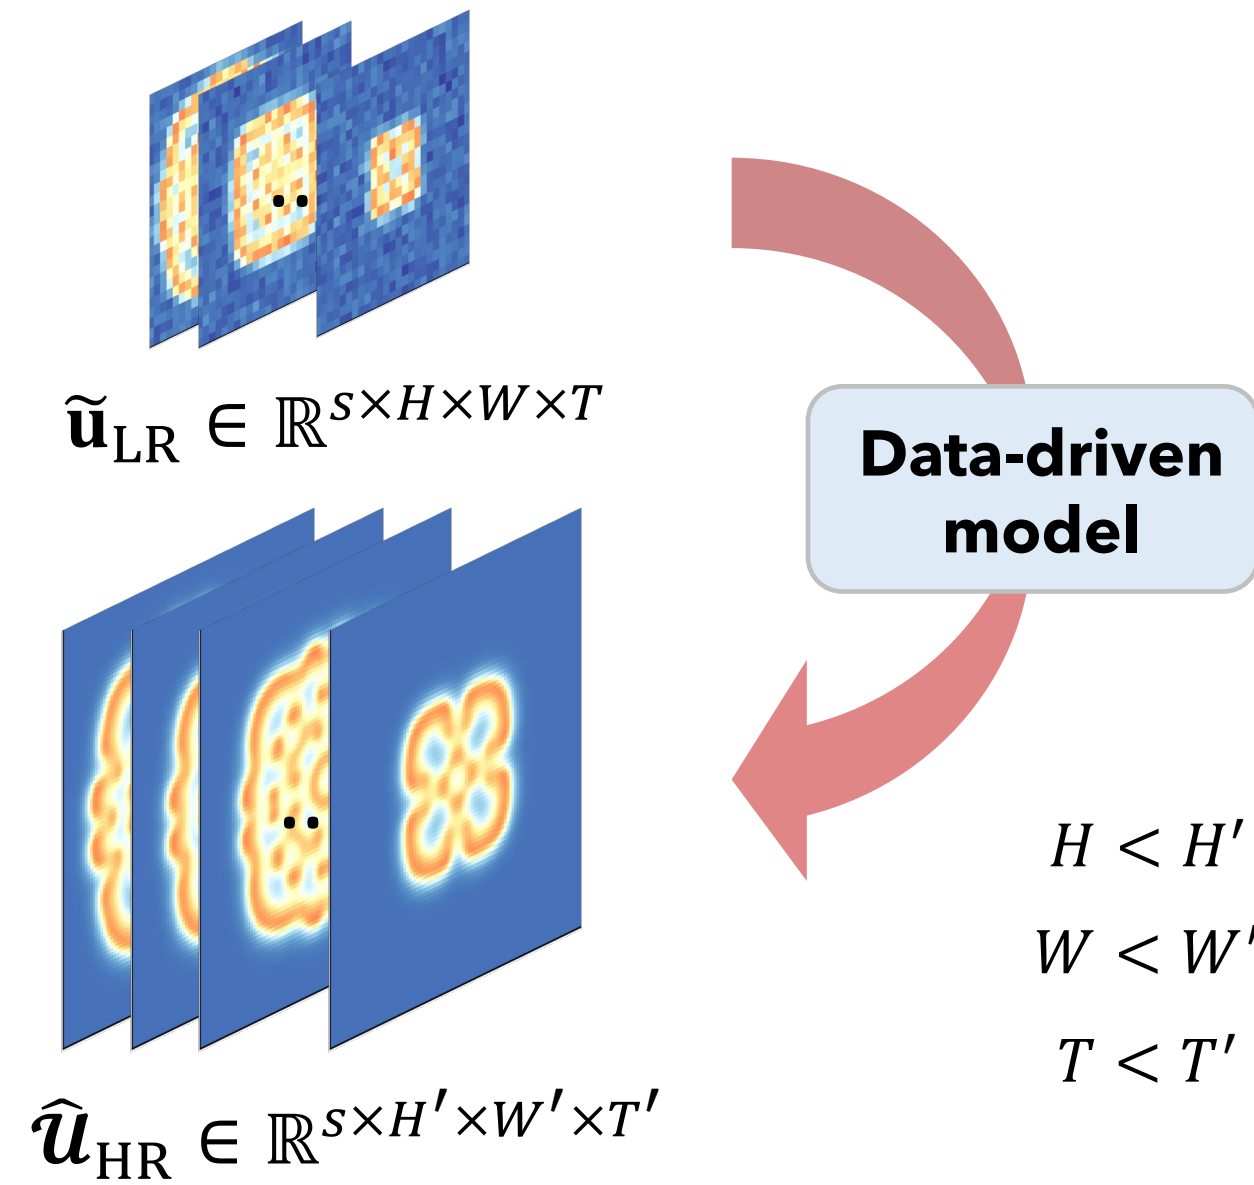 ũ_LR ∈ ℝ^{s×H×W×T}
Data-driven
model
𝓤̂_HR ∈ ℝ^{s×H′×W′×T′}
H < H′
W < W′
T < T′